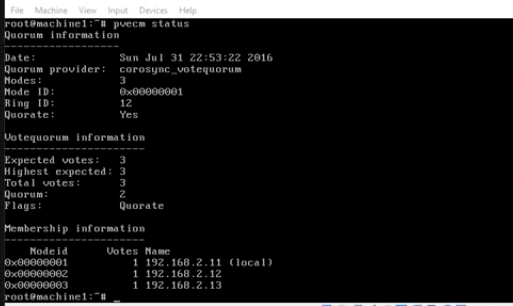 File Machine View Input Devices Help
root@machine1:~# pvecm status
Quorum information
------------------
Date: Sun Jul 31 22:53:22 2016
Quorum provider: corosync_votequorum
Nodes: 3
Node ID: 0x00000001
Ring ID: 12
Quorate: Yes
Votequorum information
----------------------
Expected votes: 3
Highest expected: 3
Total votes: 3
Quorum: 2
Flags: Quorate
Membership information
----------------------
Nodeid Votes Name
0x00000001 1 192.168.2.11 (local)
0x00000002 1 192.168.2.12
0x00000003 1 192.168.2.13
root@machine1:~# _